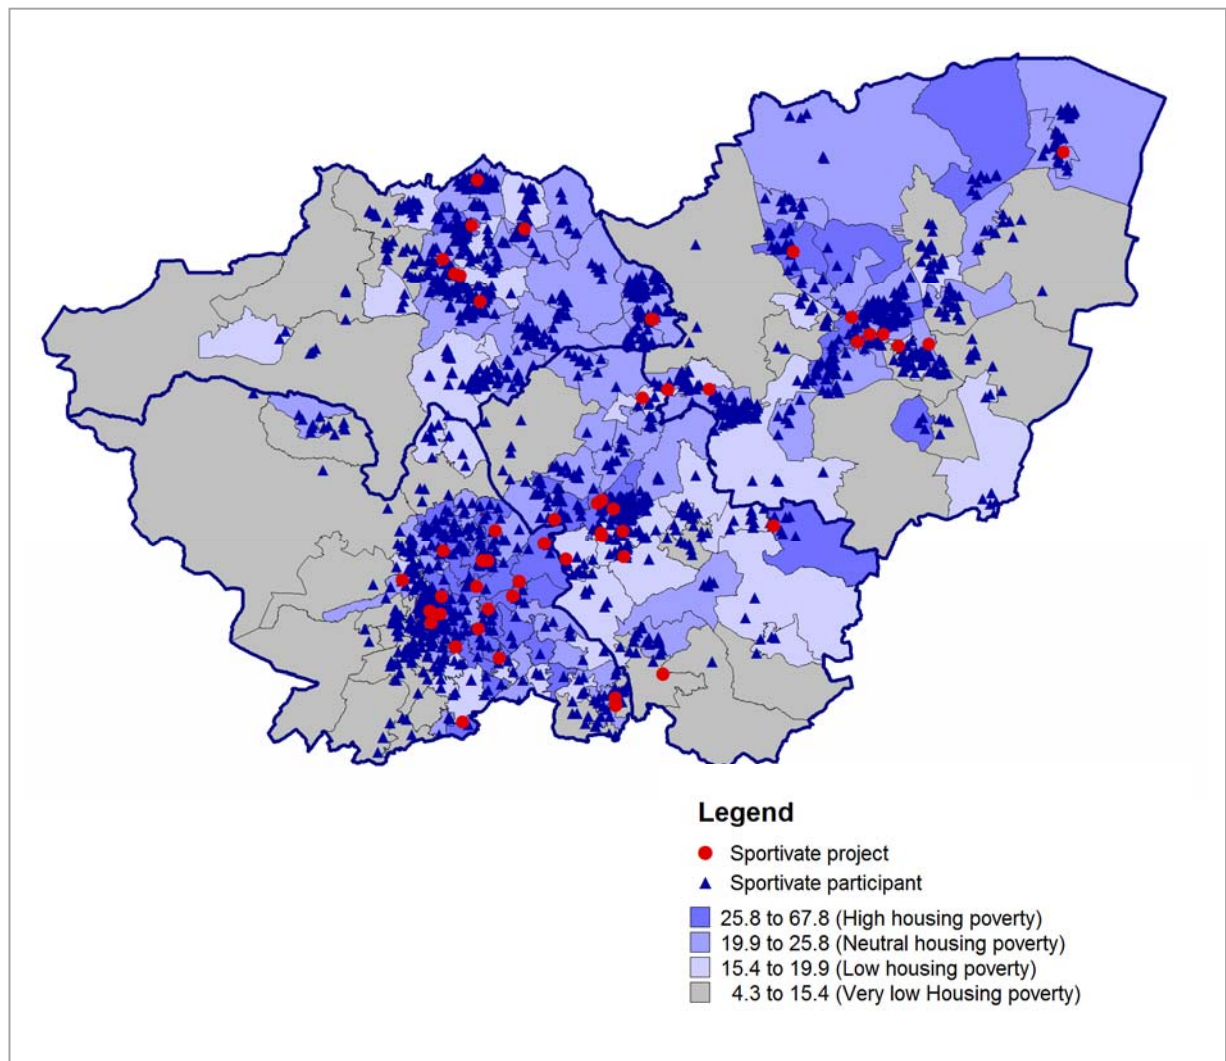 Legend
Sportivate project
Sportivate participant
25.8 to 67.8 (High housing poverty)
19.9 to 25.8 (Neutral housing poverty)
15.4 to 19.9 (Low housing poverty)
4.3 to 15.4 (Very low Housing poverty)